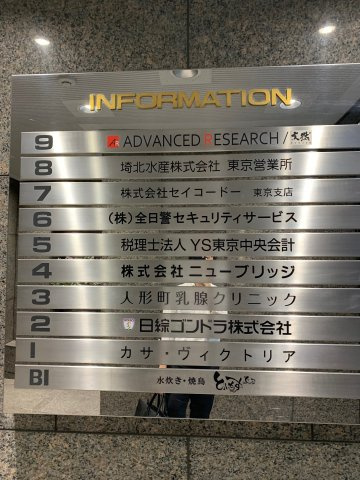 INFORMATION
9 ADVANCED RESEARCH /
8 埼北水産株式会社 東京営業所
7 株式会社セイコードー 東京支店
6 (株)全日警セキュリティサービス
5 税理士法人 YS東京中央会計
4 株式会社ニューブリッジ
3 人形町乳腺クリニック
2 日綜ゴンドラ株式会社
1 カサ・ヴィクトリア
B1 水炊き・焼鳥